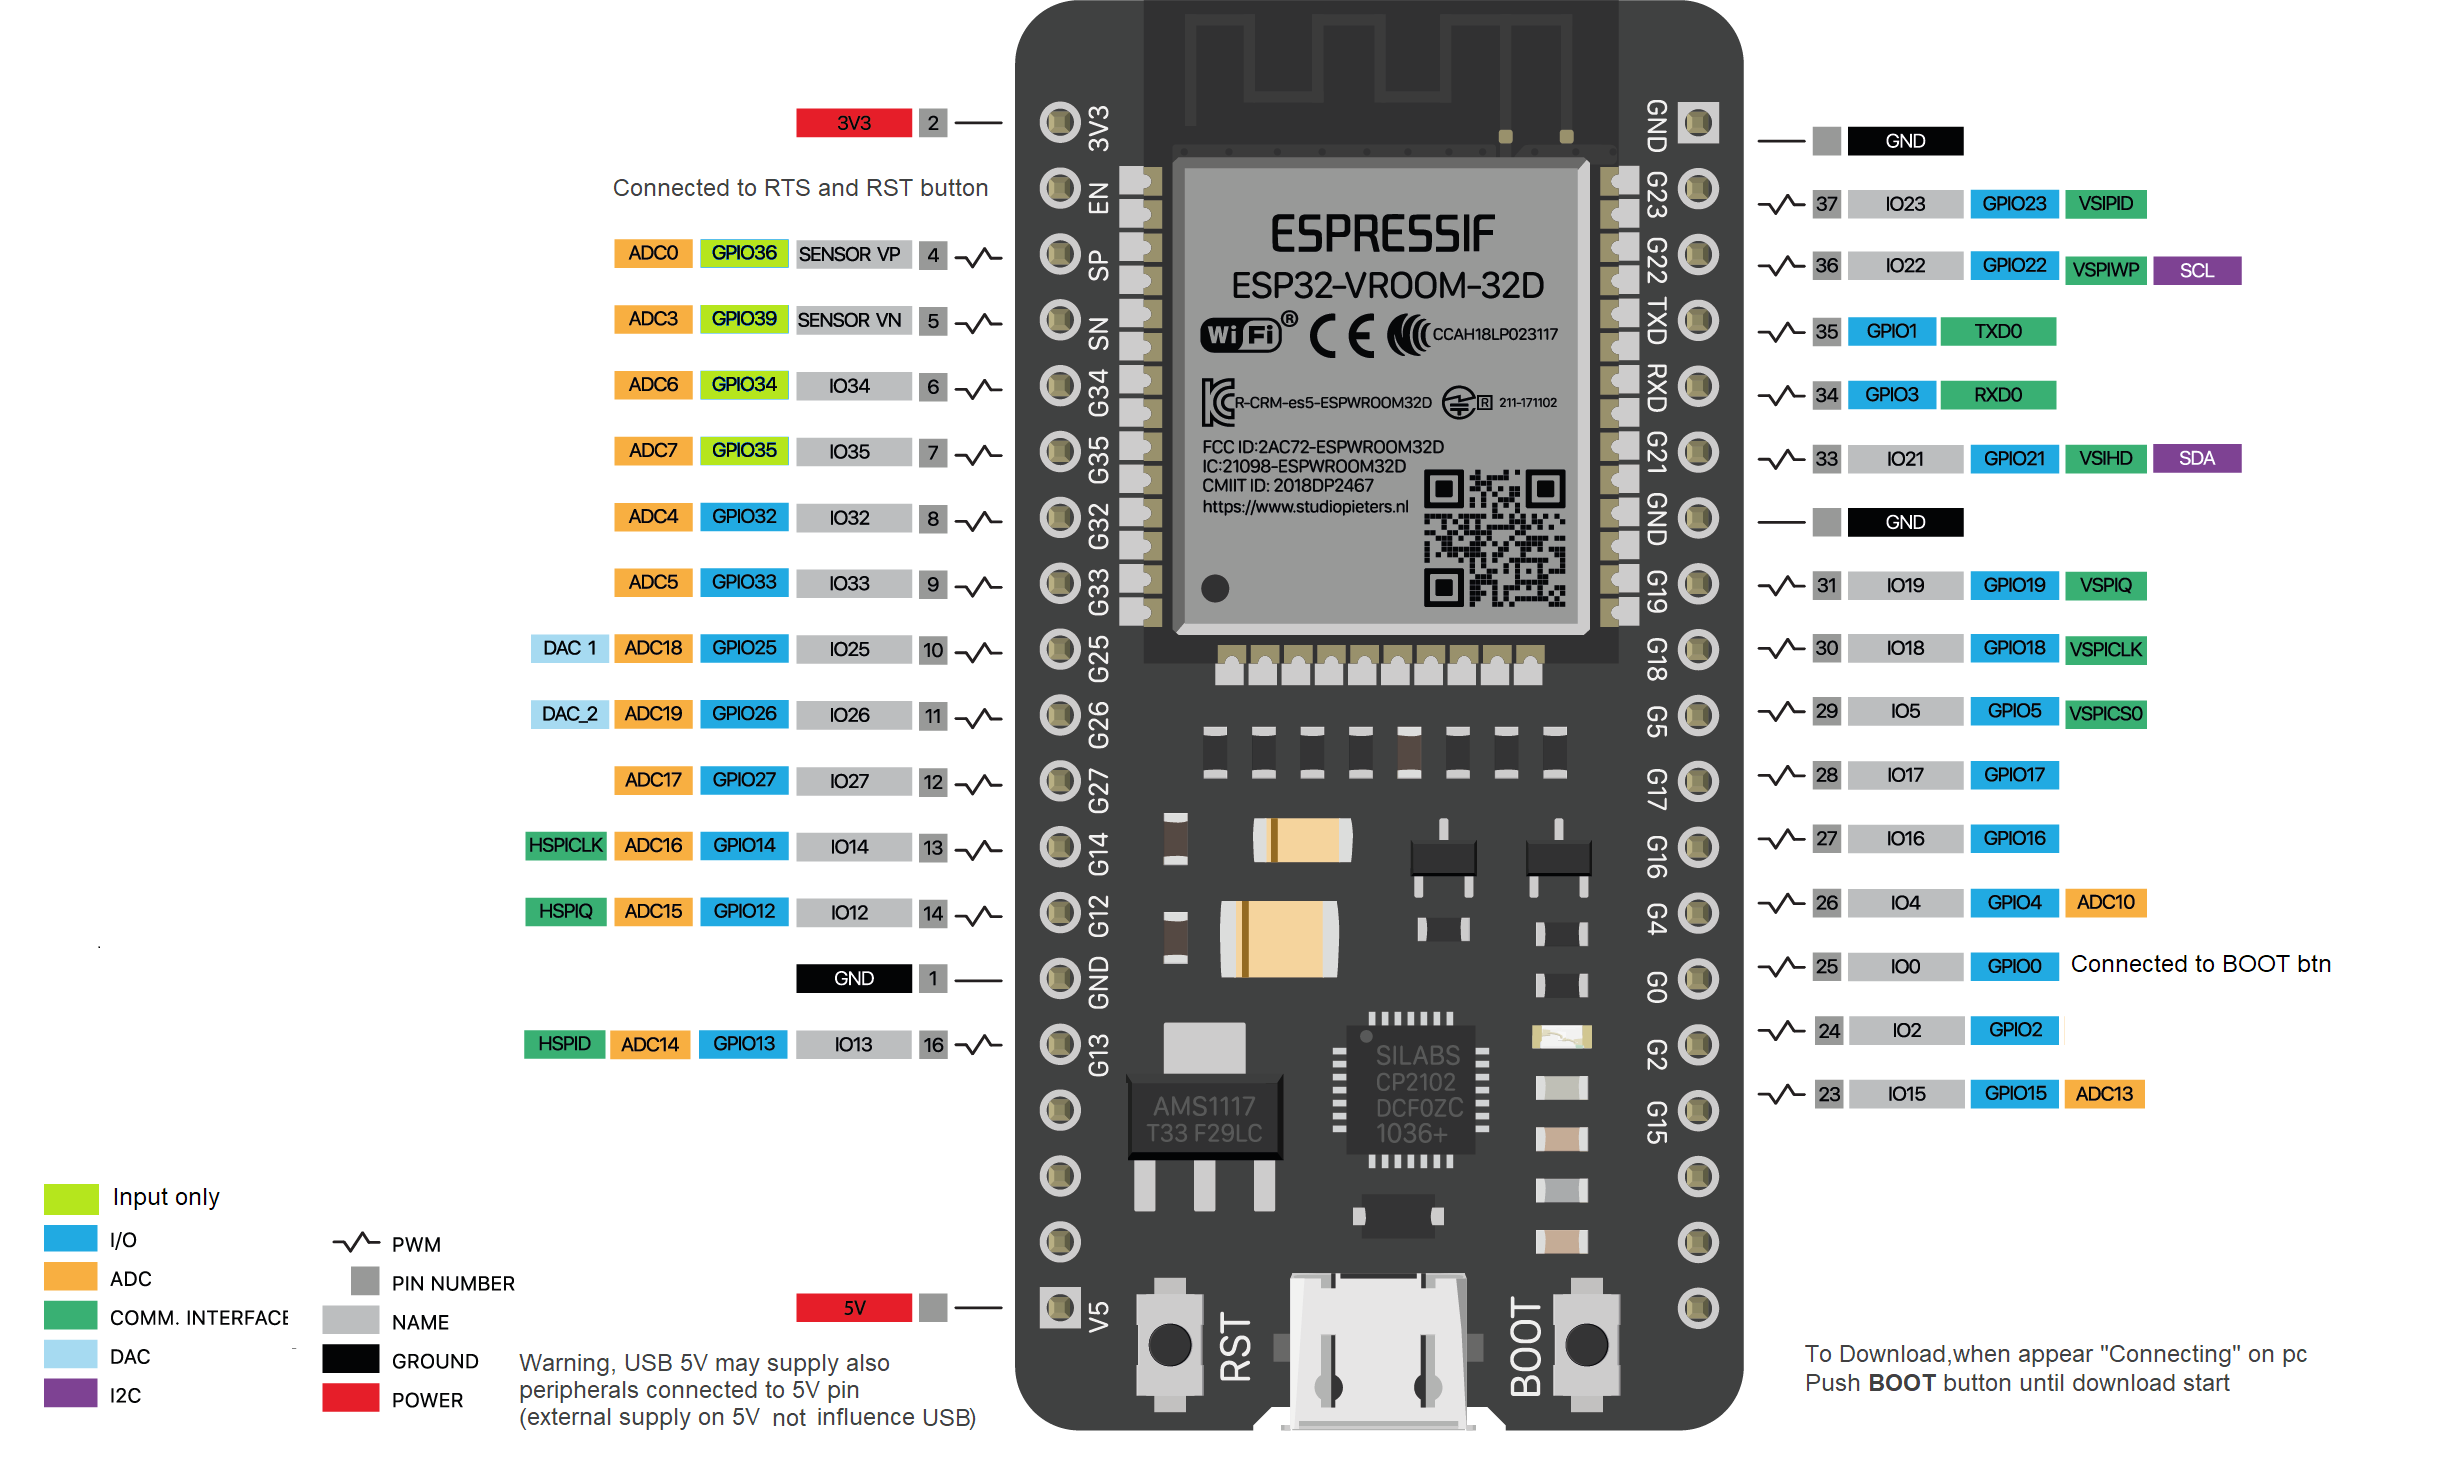 3V3 2
Connected to RTS and RST button
ADC0 GPIO36 SENSOR VP 4
ADC3 GPIO39 SENSOR VN 5
ADC6 GPIO34 IO34 6
ADC7 GPIO35 IO35 7
ADC4 GPIO32 IO32 8
ADC5 GPIO33 IO33 9
DAC 1 ADC18 GPIO25 IO25 10
DAC_2 ADC19 GPIO26 IO26 11
ADC17 GPIO27 IO27 12
HSPICLK ADC16 GPIO14 IO14 13
HSPIQ ADC15 GPIO12 IO12 14
GND 1
HSPID ADC14 GPIO13 IO13 16
5V
Input only
I/O
ADC
COMM. INTERFACE
DAC
I2C
PWM
PIN NUMBER
NAME
GROUND
POWER
Warning, USB 5V may supply also
peripherals connected to 5V pin
(external supply on 5V not influence USB)
3V3
EN
SP
SN
G34
G35
G32
G33
G25
G26
G27
G14
G12
GND
G13
V5
ESPRESSIF
ESP32-VROOM-32D
Wi Fi ® CE CCAH18LP023117
R-CRM-es5-ESPWROOM32D R 211-171102
FCC ID:2AC72-ESPWROOM32D
IC:21098-ESPWROOM32D
CMIIT ID: 2018DP2467
https://www.studiopieters.nl
AMS1117
T33 F29LC
SILABS
CP2102
DCF0ZC
1036+
RST
BOOT
GND
G23
G22
TXD
RXD
G21
GND
G19
G18
G5
G17
G16
G4
G0
G2
G15
GND
37 IO23 GPIO23 VSIPID
36 IO22 GPIO22 VSPIWP SCL
35 GPIO1 TXD0
34 GPIO3 RXD0
33 IO21 GPIO21 VSIHD SDA
GND
31 IO19 GPIO19 VSPIQ
30 IO18 GPIO18 VSPICLK
29 IO5 GPIO5 VSPICS0
28 IO17 GPIO17
27 IO16 GPIO16
26 IO4 GPIO4 ADC10
25 IO0 GPIO0 Connected to BOOT btn
24 IO2 GPIO2
23 IO15 GPIO15 ADC13
To Download,when appear "Connecting" on pc
Push BOOT button until download start